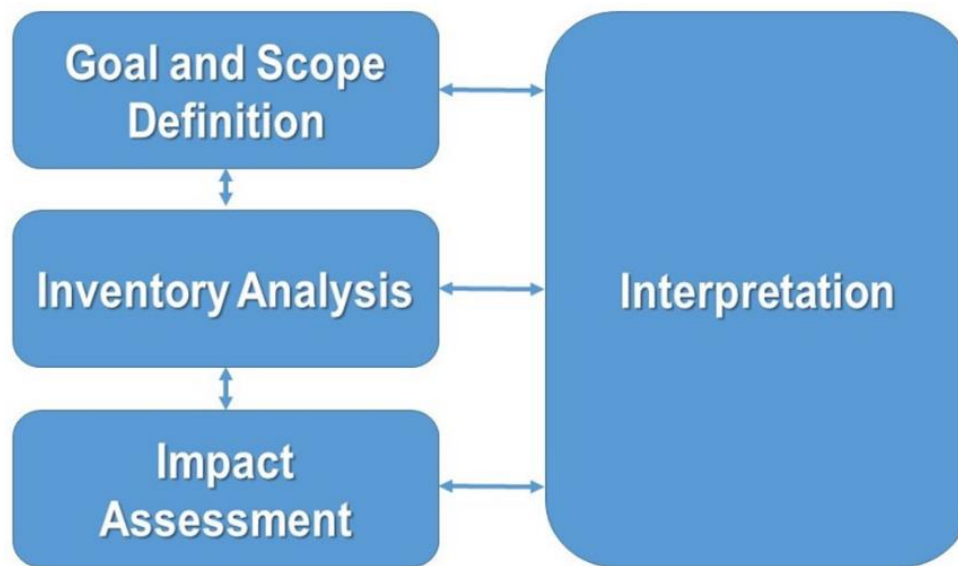 Goal and Scope
Definition
Inventory Analysis
Interpretation
Impact
Assessment